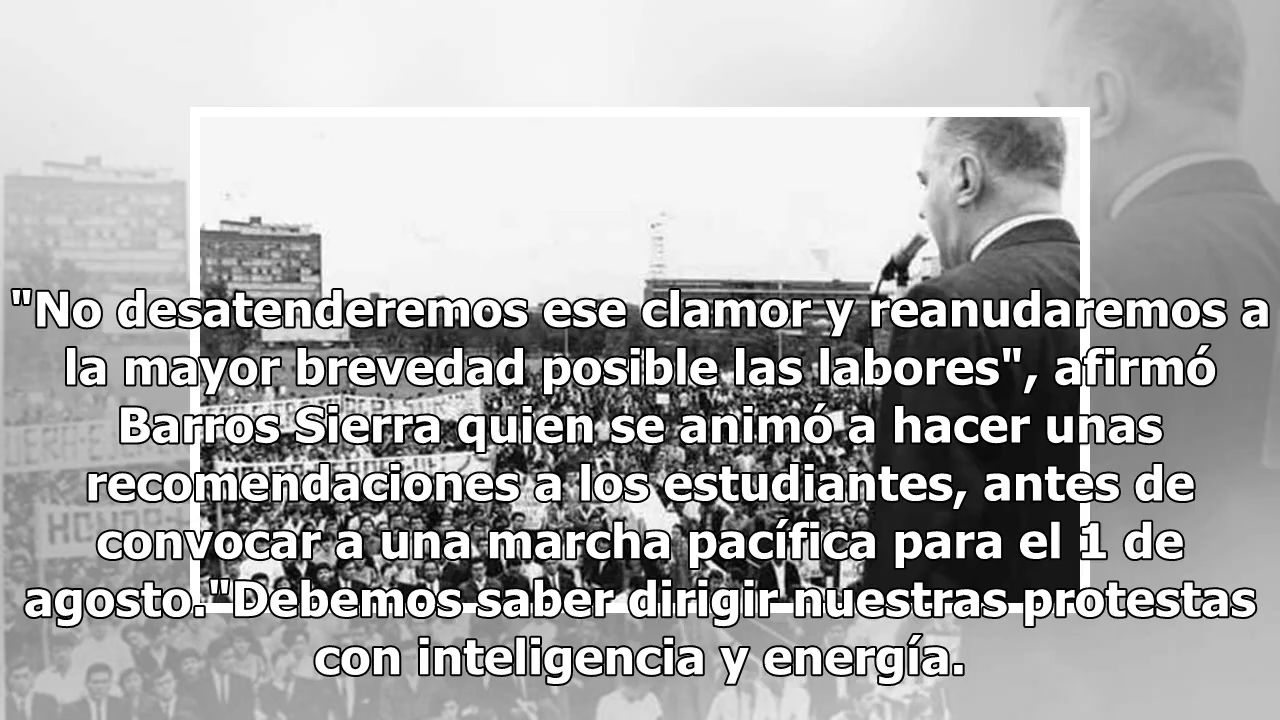 "No desatenderemos ese clamor y reanudaremos a
la mayor brevedad posible las labores", afirmó
Barros Sierra quien se animó a hacer unas
recomendaciones a los estudiantes, antes de
convocar a una marcha pacífica para el 1 de
agosto."Debemos saber dirigir nuestras protestas
con inteligencia y energía.